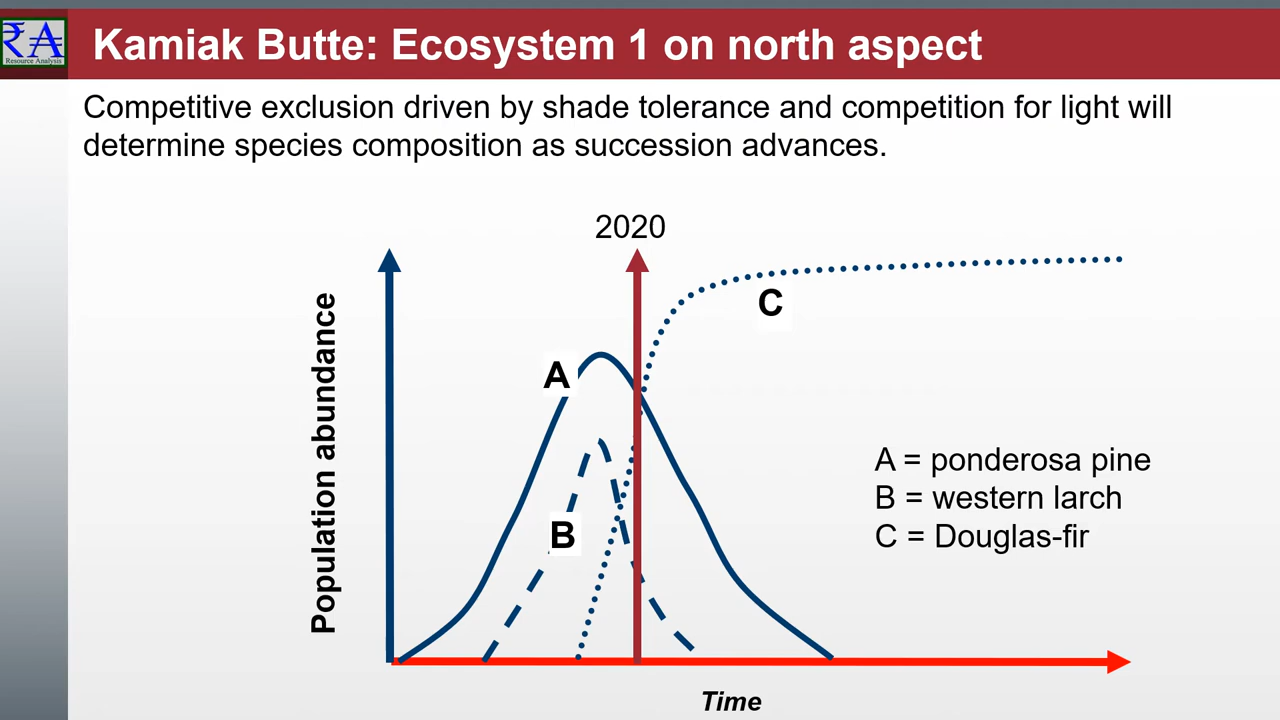 ₹A
Resource Analysis
Kamiak Butte: Ecosystem 1 on north aspect
Competitive exclusion driven by shade tolerance and competition for light will
determine species composition as succession advances.
2020
C
A
B
Population abundance
A = ponderosa pine
B = western larch
C = Douglas-fir
Time